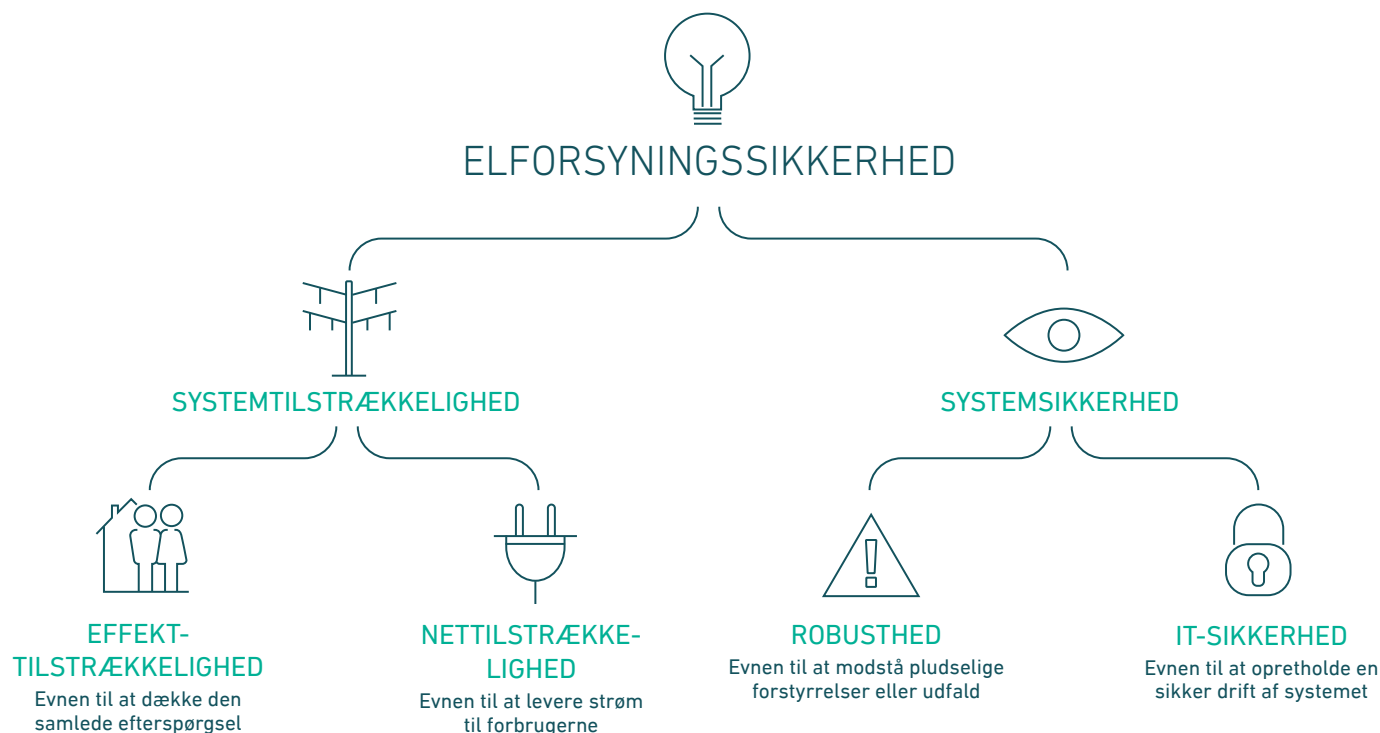 ELFORSYNINGSSIKKERHED
SYSTEMTILSTRÆKKELIGHED
SYSTEMSIKKERHED
EFFEKT-
TILSTRÆKKELIGHED
Evnen til at dække den
samlede efterspørgsel
NETTILSTRÆKKE-
LIGHED
Evnen til at levere strøm
til forbrugerne
ROBUSTHED
Evnen til at modstå pludselige
forstyrrelser eller udfald
IT-SIKKERHED
Evnen til at opretholde en
sikker drift af systemet